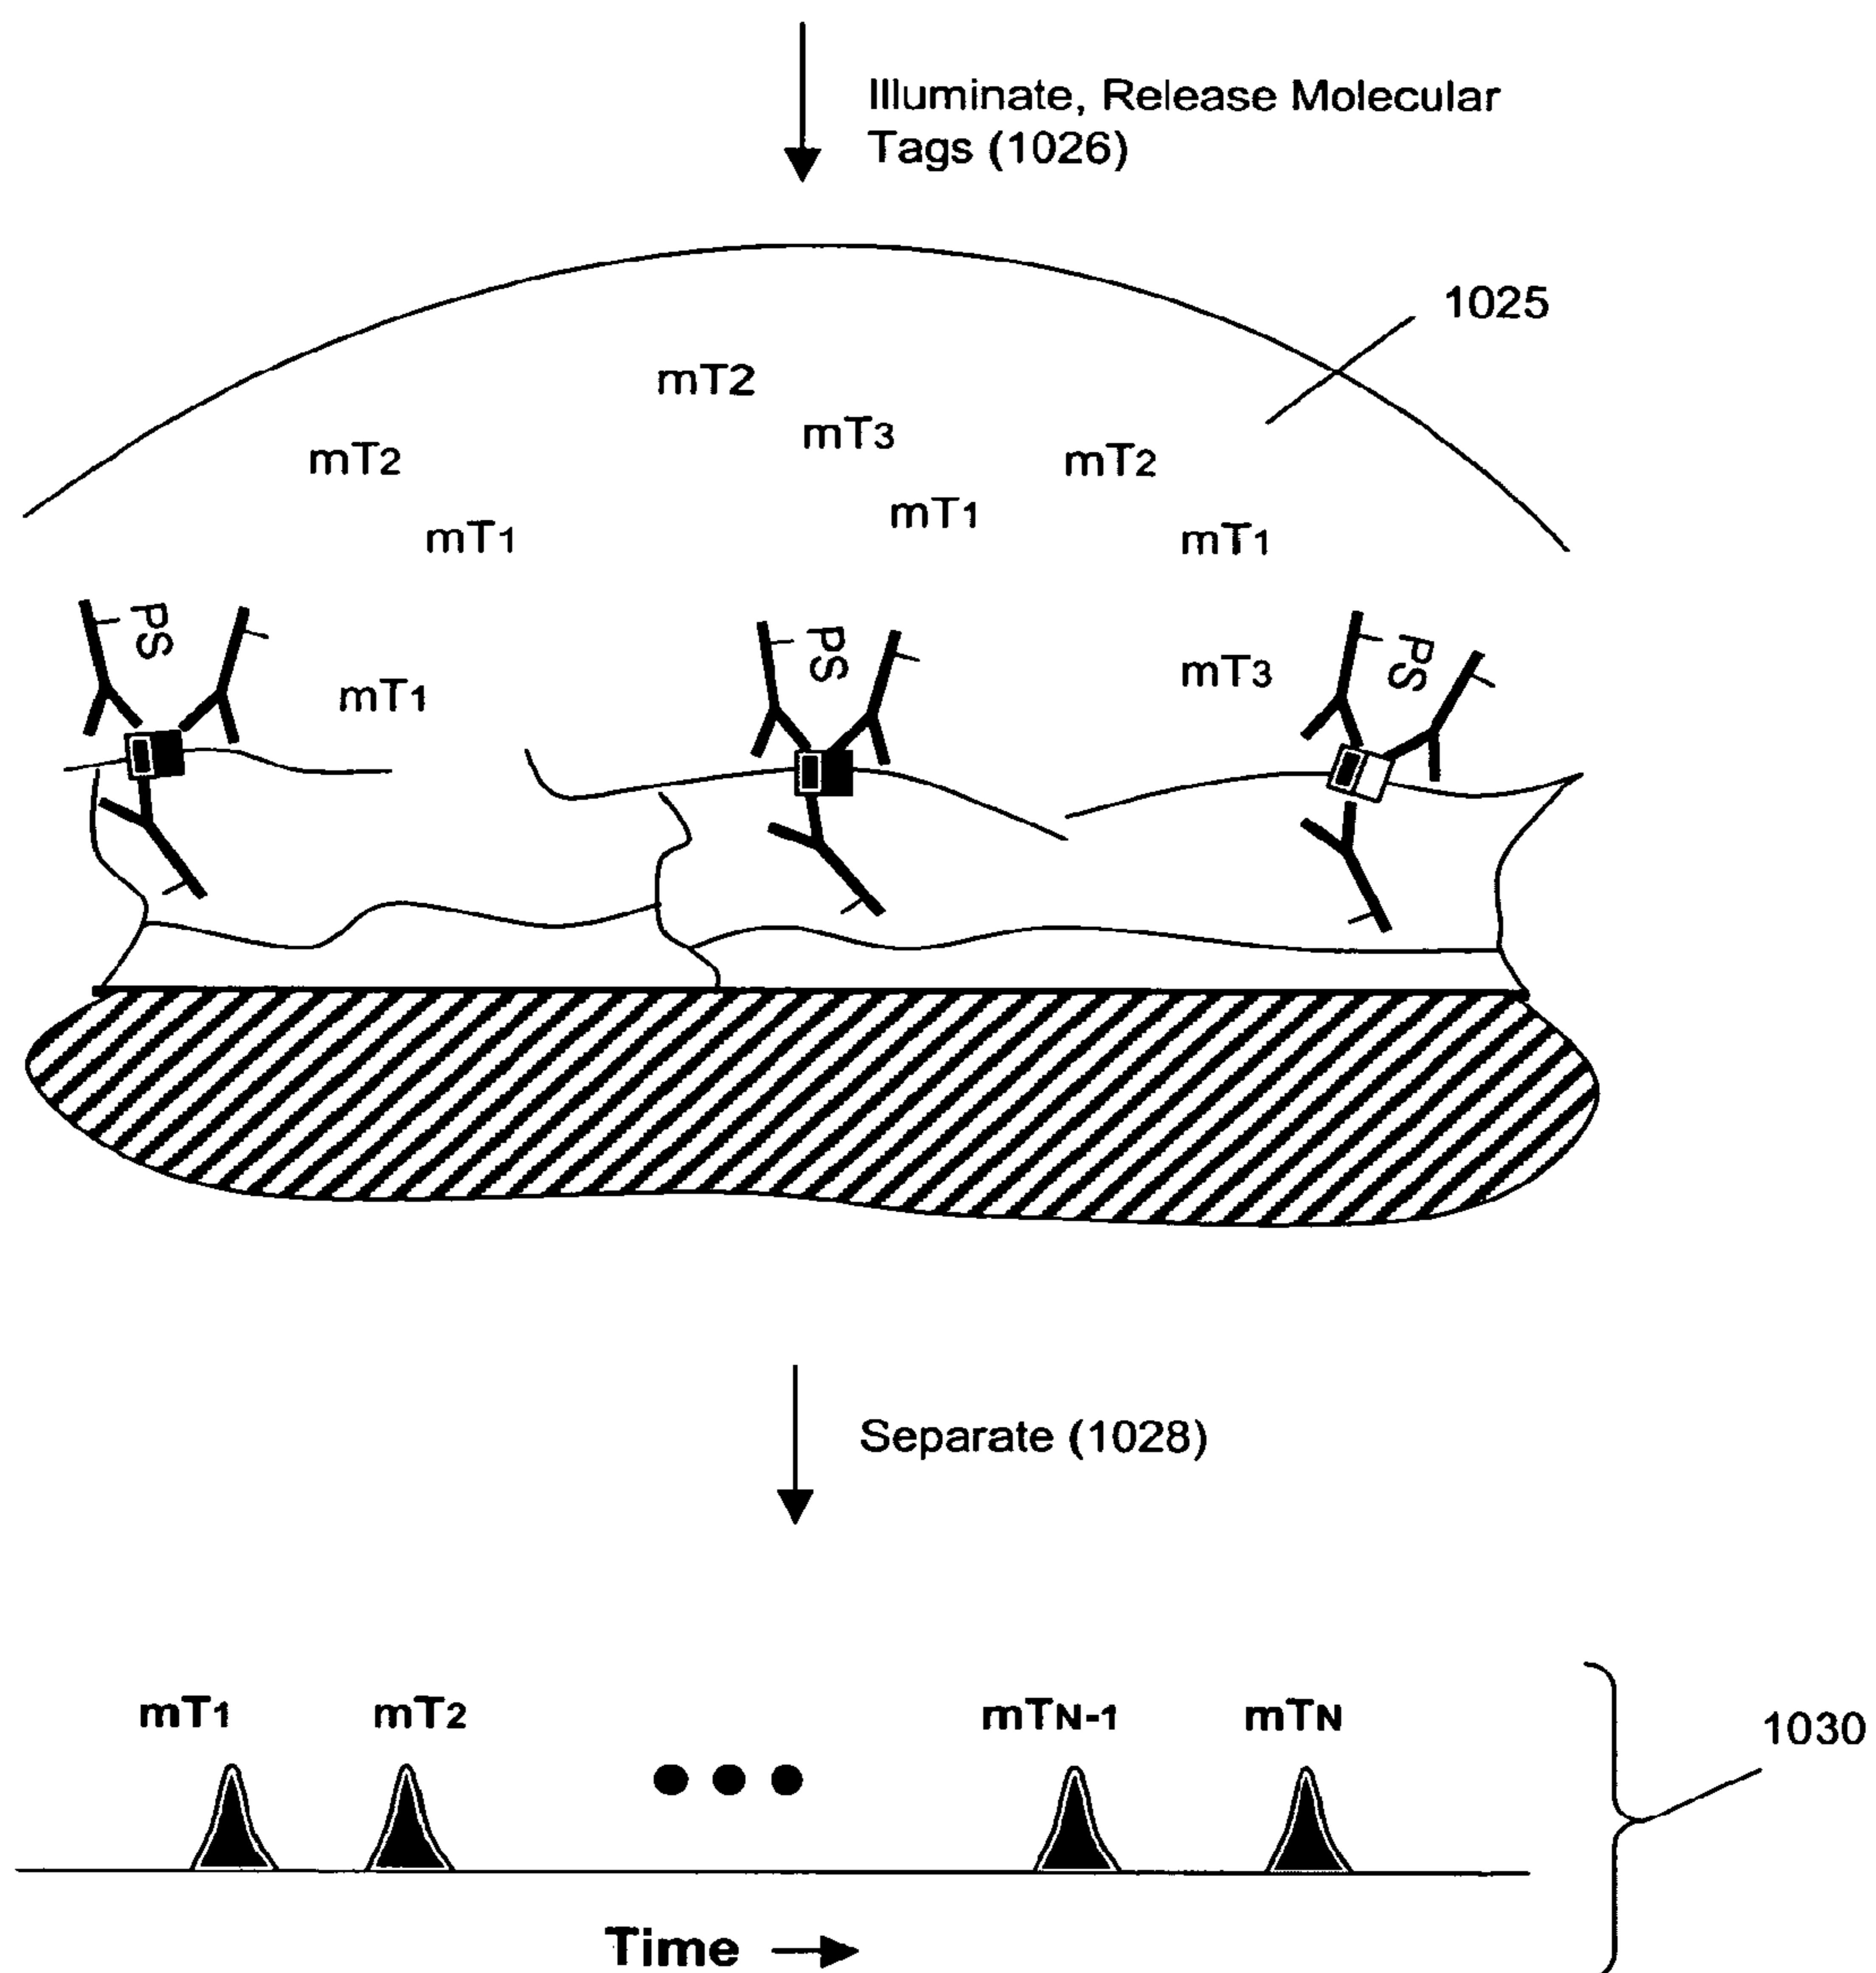 Illuminate, Release Molecular
Tags (1026)
1025
mT2
mT3
mT2
mT2
mT1
mT1
mT1
PS
PS
PS
mT1
mT3
Separate (1028)
mT1 mT2 mTN-1 mTN
1030
Time